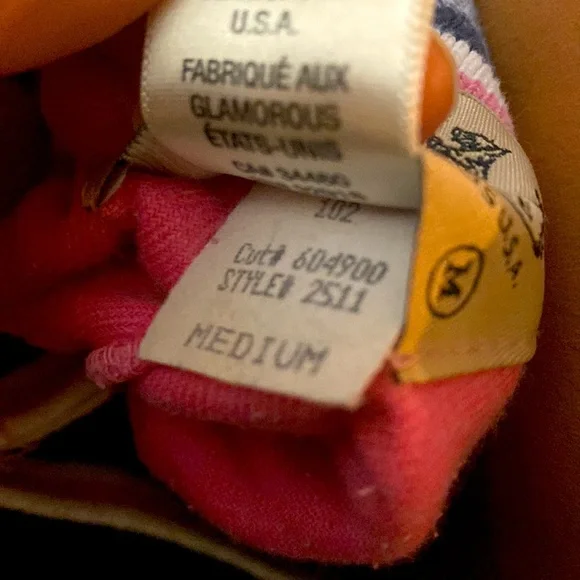 U.S.A.
FABRIQUÉ AUX
GLAMOROUS
ÉTATS-UNIS
102
Cut# 604900
STYLE# 2511
MEDIUM
U.S.A.
M